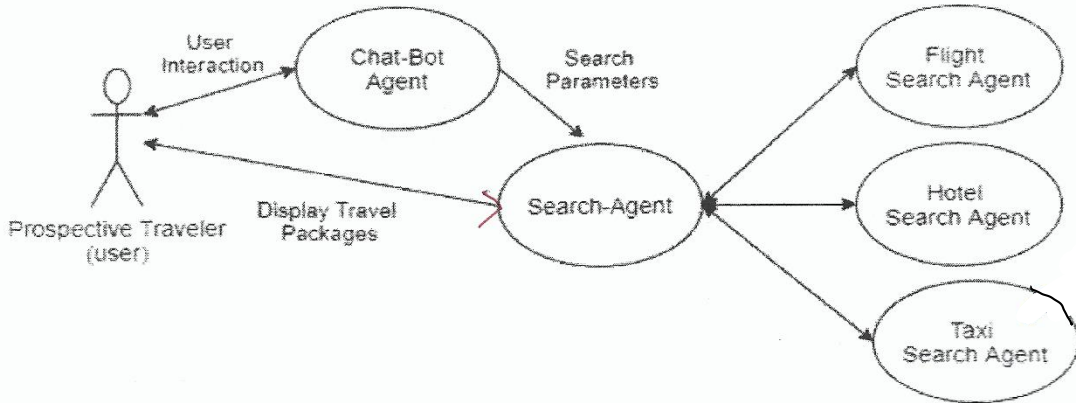 User
Interaction
Chat-Bot
Agent
Search
Parameters
Flight
Search Agent
Prospective Traveler
(user)
Display Travel
Packages
Search-Agent
Hotel
Search Agent
Taxi
Search Agent